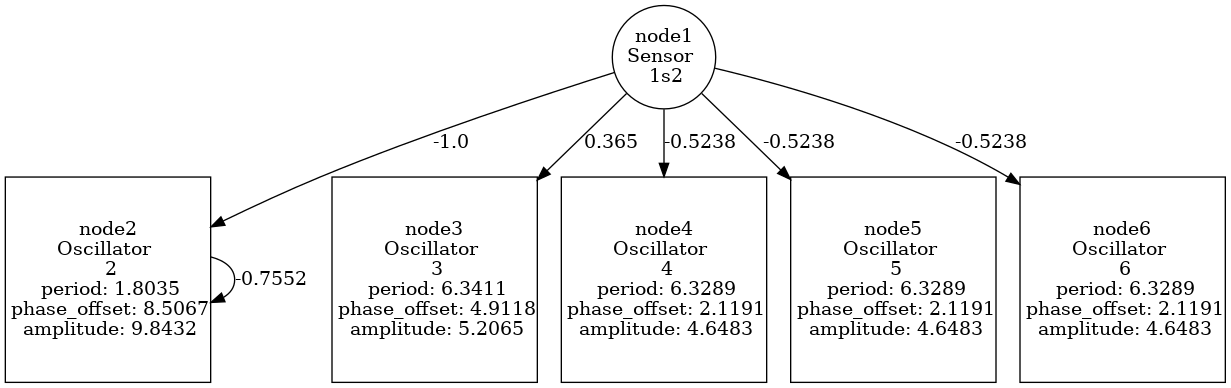 node1
Sensor
1s2
-1.0
0.365
-0.5238
-0.5238
-0.5238
node2
Oscillator
2
period: 1.8035
phase_offset: 8.5067
amplitude: 9.8432
-0.7552
node3
Oscillator
3
period: 6.3411
phase_offset: 4.9118
amplitude: 5.2065
node4
Oscillator
4
period: 6.3289
phase_offset: 2.1191
amplitude: 4.6483
node5
Oscillator
5
period: 6.3289
phase_offset: 2.1191
amplitude: 4.6483
node6
Oscillator
6
period: 6.3289
phase_offset: 2.1191
amplitude: 4.6483